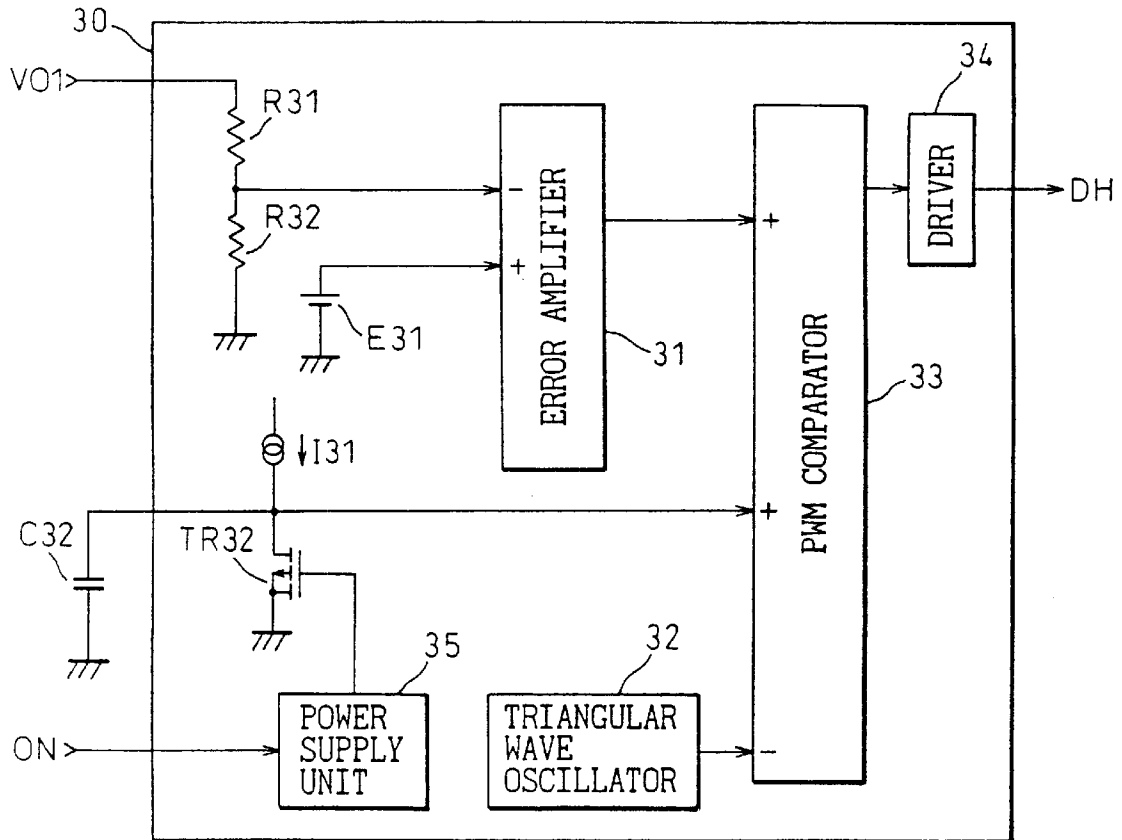 30
VO1
R31
R32
E31
-
+
ERROR AMPLIFIER
31
+
+
-
PWM COMPARATOR
33
34
DRIVER
DH
I31
C32
TR32
35
POWER
SUPPLY
UNIT
ON
32
TRIANGULAR
WAVE
OSCILLATOR